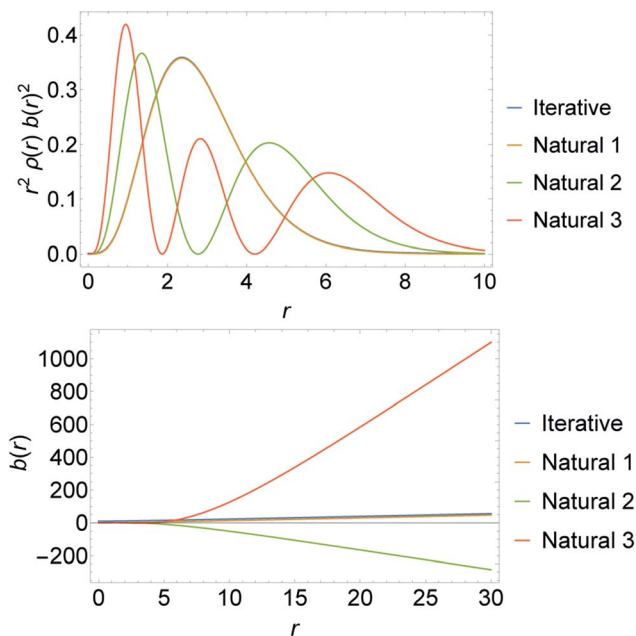 r² ρ(r) b(r)²
0.4
0.3
0.2
0.1
0.0
0 2 4 6 8 10
r
Iterative
Natural 1
Natural 2
Natural 3
b(r)
1000
800
600
400
200
0
−200
0 5 10 15 20 25 30
r
Iterative
Natural 1
Natural 2
Natural 3